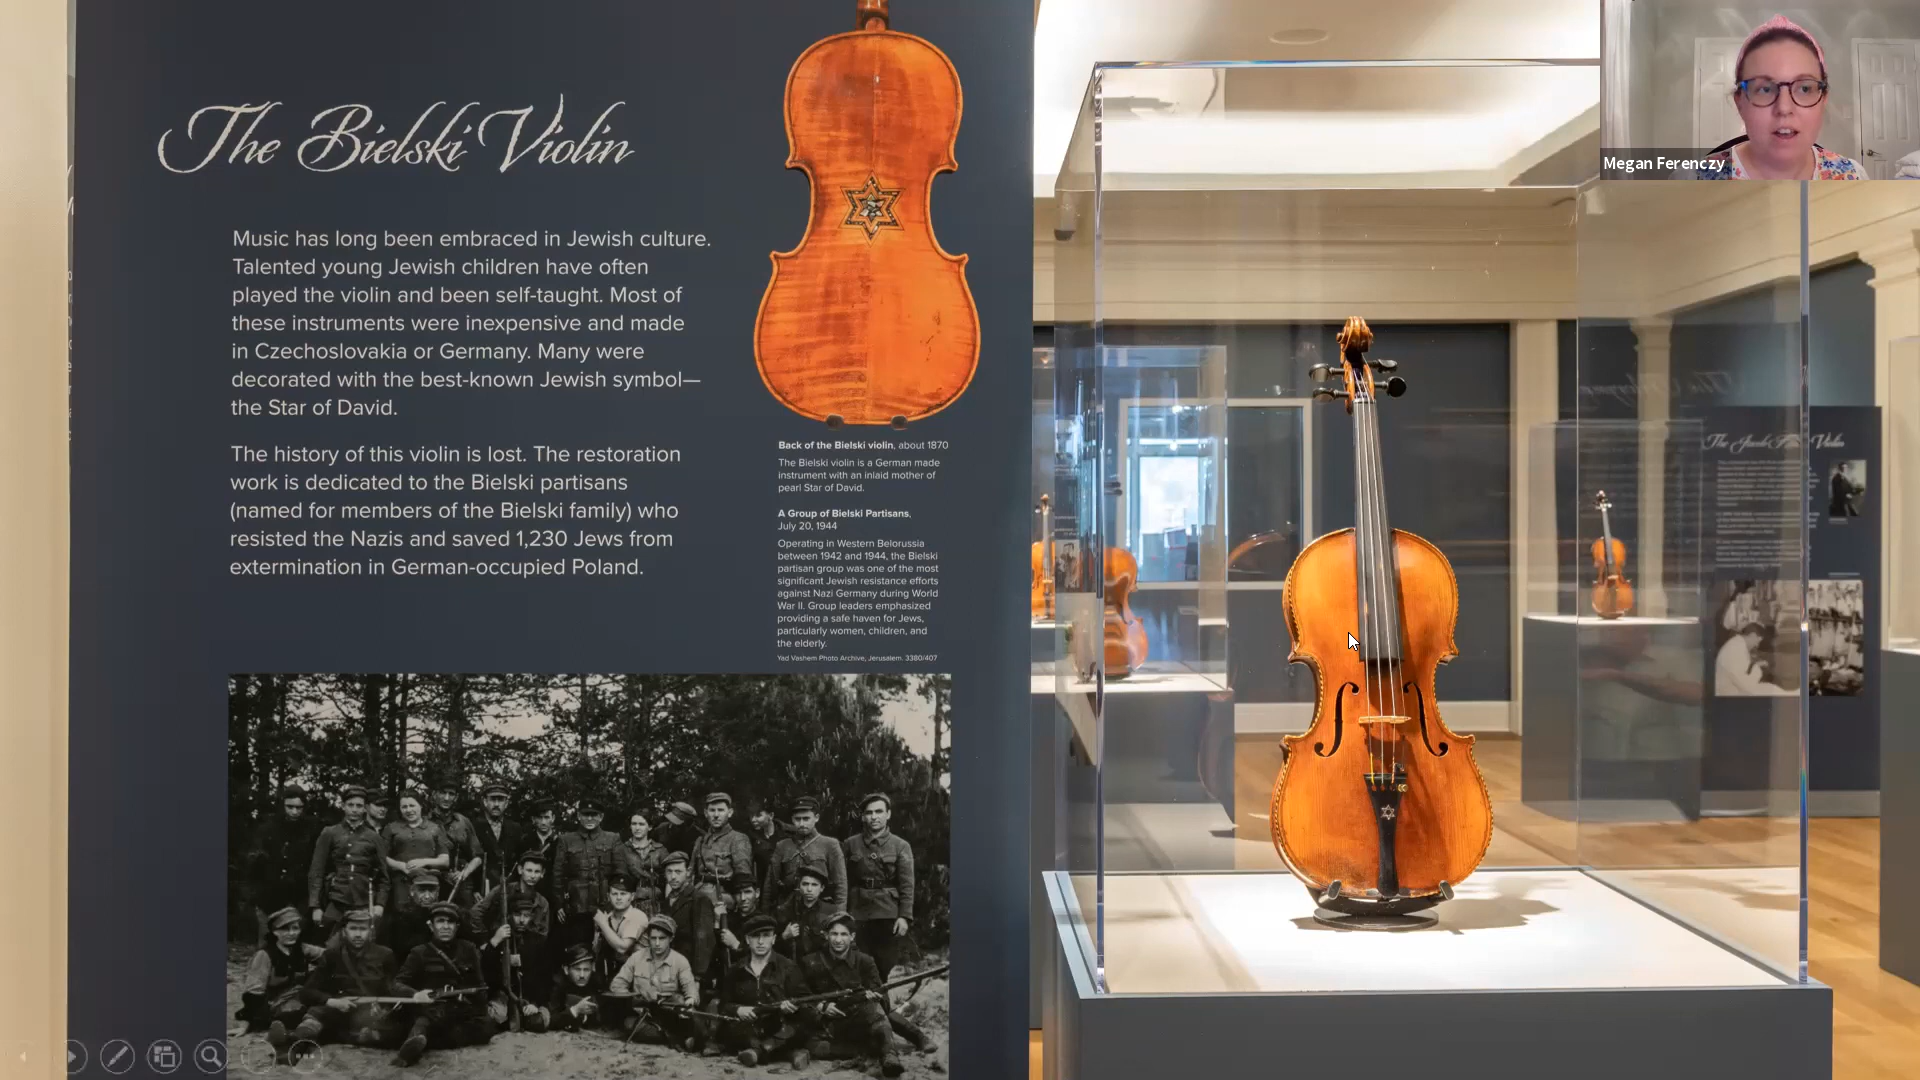 The Bielski Violin
Music has long been embraced in Jewish culture.
Talented young Jewish children have often
played the violin and been self-taught. Most of
these instruments were inexpensive and made
in Czechoslovakia or Germany. Many were
decorated with the best-known Jewish symbol—
the Star of David.
The history of this violin is lost. The restoration
work is dedicated to the Bielski partisans
(named for members of the Bielski family) who
resisted the Nazis and saved 1,230 Jews from
extermination in German-occupied Poland.
Back of the Bielski violin, about 1870
The Bielski violin is a German made
instrument with an inlaid mother of
pearl Star of David.
A Group of Bielski Partisans,
July 20, 1944
Operating in Western Belorussia
between 1942 and 1944, the Bielski
partisan group was one of the most
significant Jewish resistance efforts
against Nazi Germany during World
War II. Group leaders emphasized
providing a safe haven for Jews,
particularly women, children, and
the elderly.
Yad Vashem Photo Archive, Jerusalem. 3380/407
Megan Ferenczy
The Violin